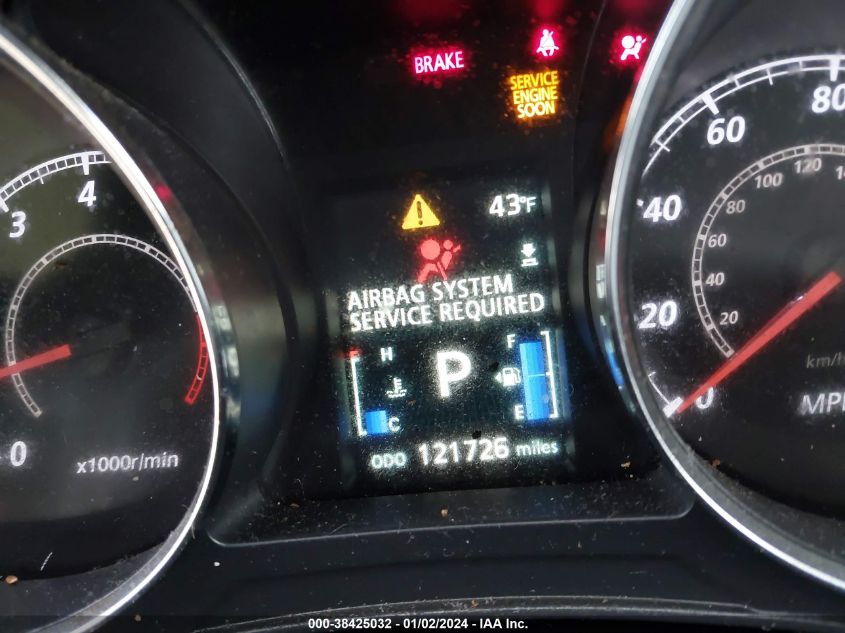 BRAKE
SERVICE
ENGINE
SOON
43°F
AIRBAG SYSTEM
SERVICE REQUIRED
H
C
P
F
E
ODO 121726 miles
3
4
0
x1000r/min
0
20
40
60
80
20
40
60
80
100
120
km/h
000-38425032 - 01/02/2024 - IAA Inc.